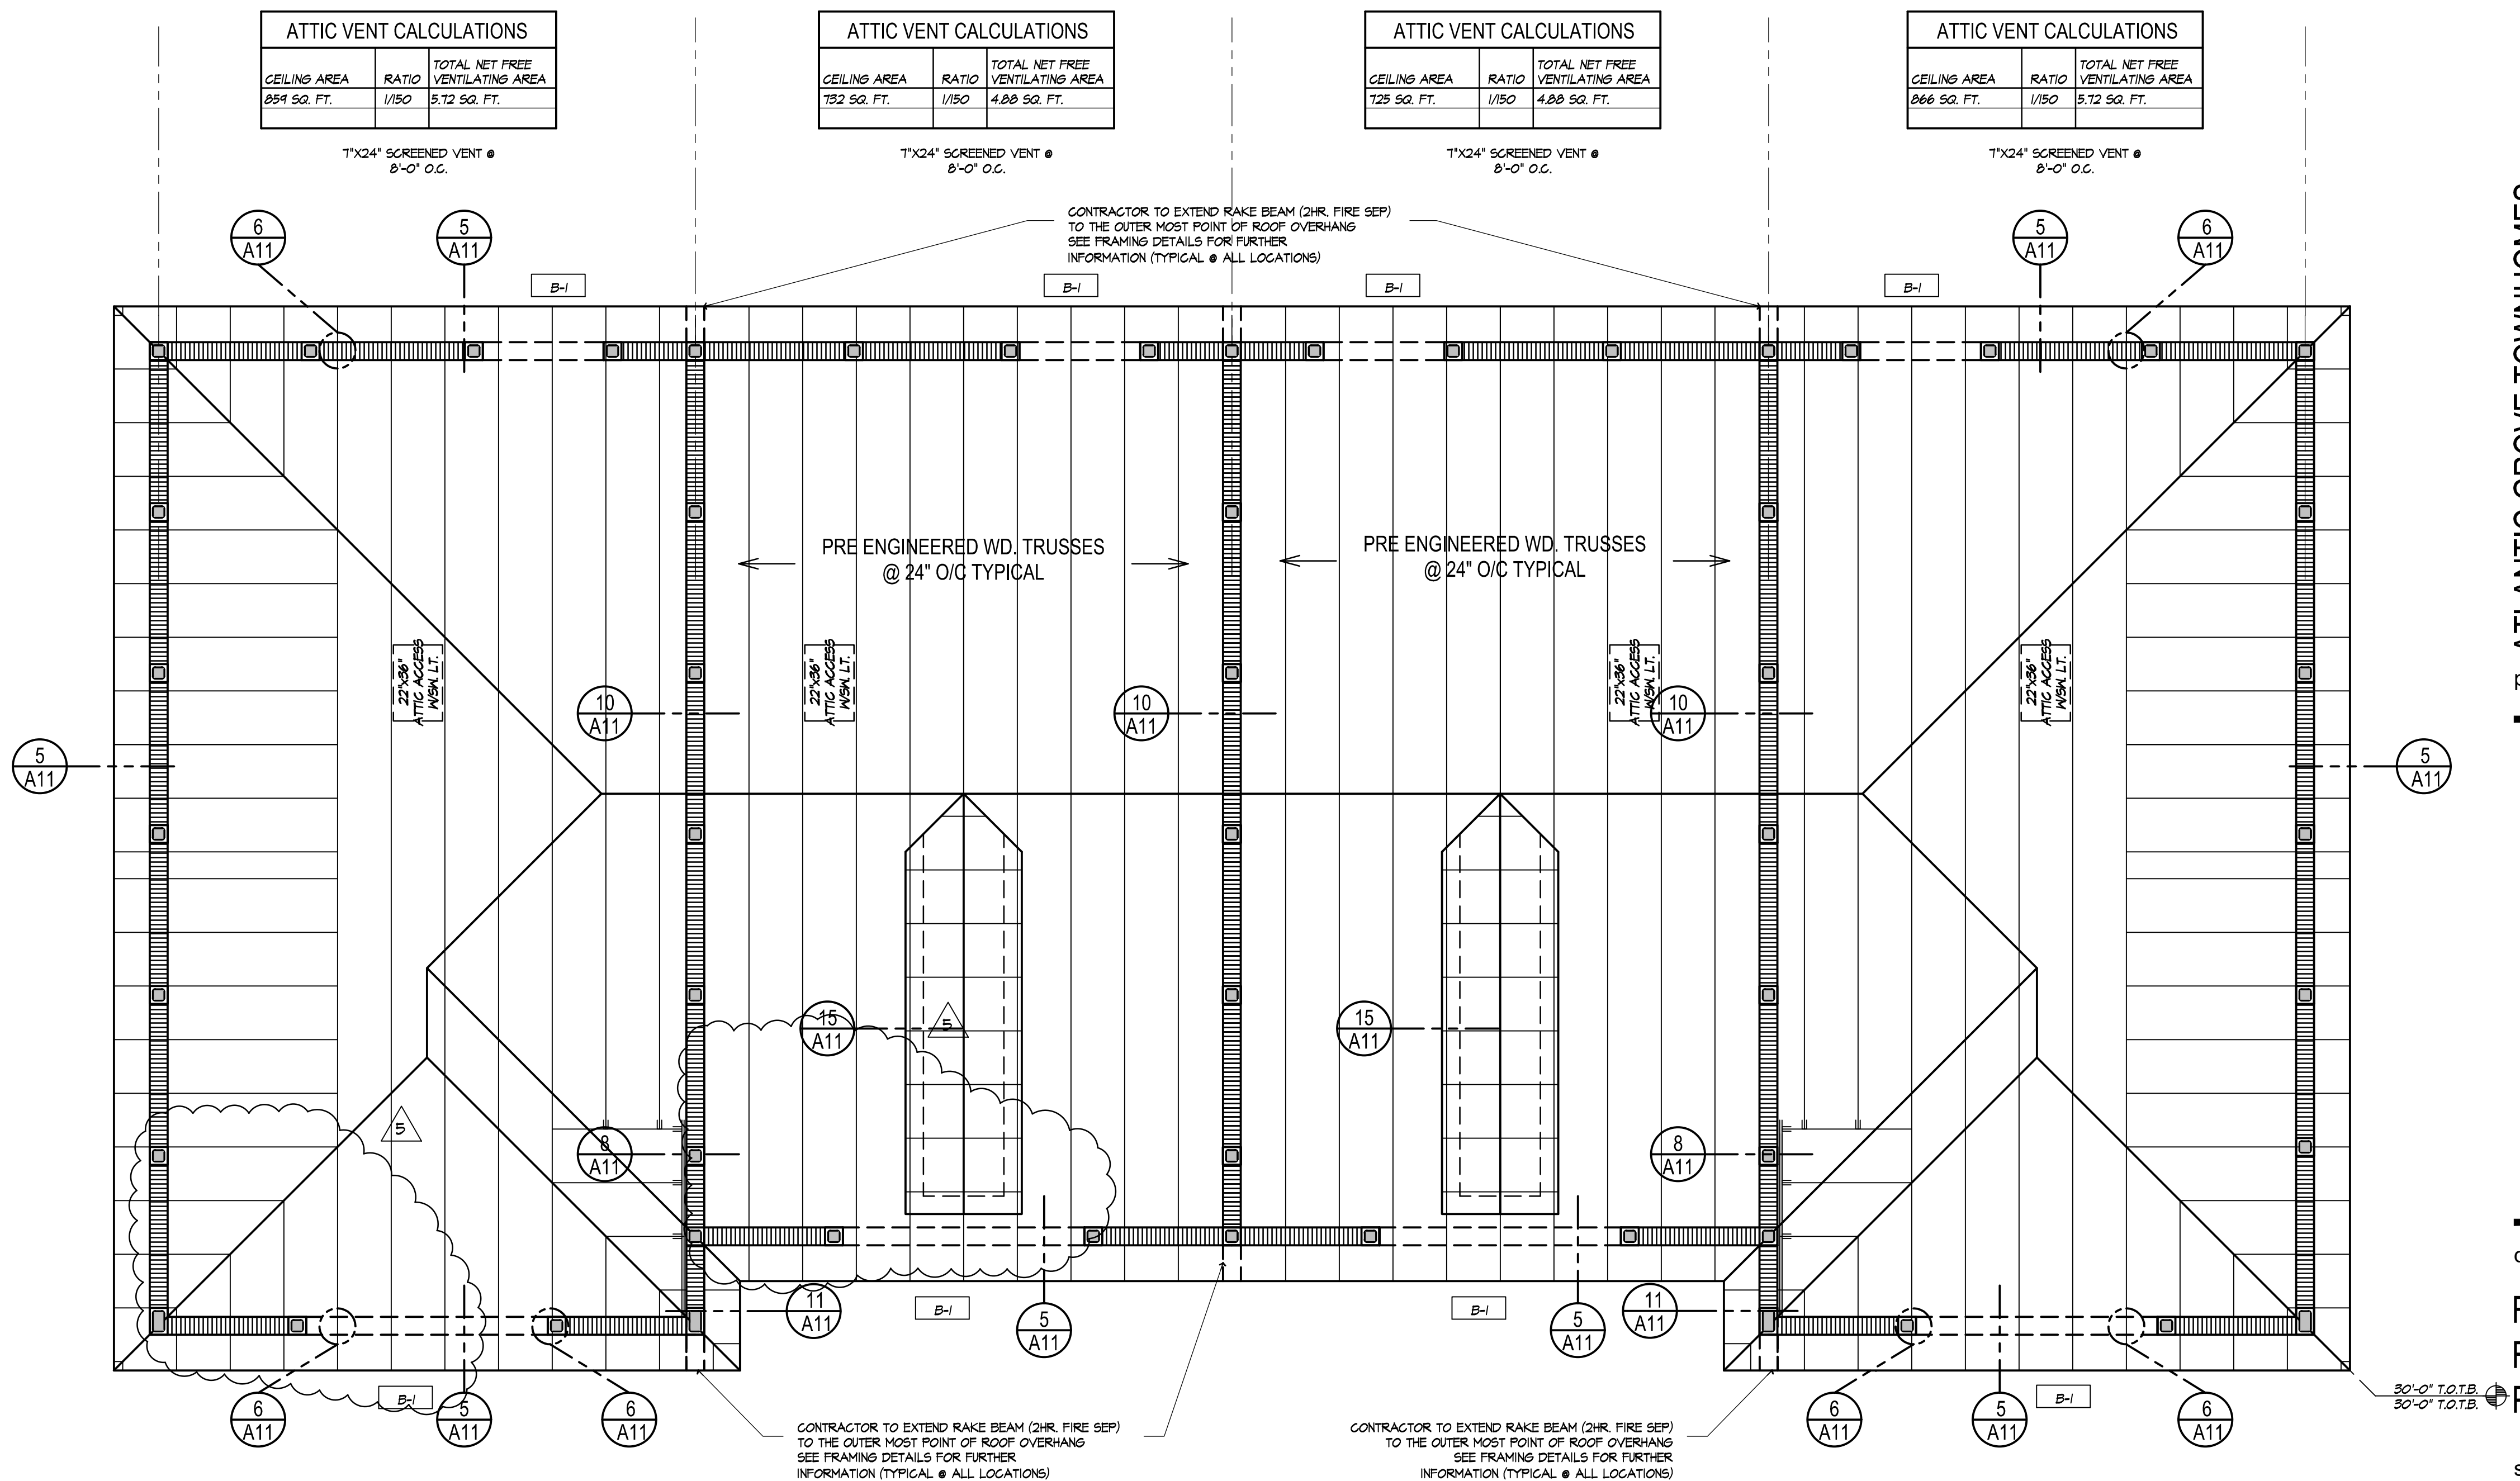 ATTIC VENT CALCULATIONS
CEILING AREA RATIO TOTAL NET FREE
VENTILATING AREA
859 SQ. FT. 1/150 5.72 SQ. FT.
7"X24" SCREENED VENT @
8'-0" O.C.
ATTIC VENT CALCULATIONS
CEILING AREA RATIO TOTAL NET FREE
VENTILATING AREA
732 SQ. FT. 1/150 4.88 SQ. FT.
7"X24" SCREENED VENT @
8'-0" O.C.
ATTIC VENT CALCULATIONS
CEILING AREA RATIO TOTAL NET FREE
VENTILATING AREA
725 SQ. FT. 1/150 4.88 SQ. FT.
7"X24" SCREENED VENT @
8'-0" O.C.
ATTIC VENT CALCULATIONS
CEILING AREA RATIO TOTAL NET FREE
VENTILATING AREA
866 SQ. FT. 1/150 5.72 SQ. FT.
7"X24" SCREENED VENT @
8'-0" O.C.
CONTRACTOR TO EXTEND RAKE BEAM (2HR. FIRE SEP)
TO THE OUTER MOST POINT OF ROOF OVERHANG
SEE FRAMING DETAILS FOR FURTHER
INFORMATION (TYPICAL @ ALL LOCATIONS)
6
A11
5
A11
5
A11
6
A11
B-1
B-1
B-1
B-1
PRE ENGINEERED WD. TRUSSES
@ 24" O/C TYPICAL
PRE ENGINEERED WD. TRUSSES
@ 24" O/C TYPICAL
22"x36"
ATTIC ACCESS
W/SW. LT.
22"x36"
ATTIC ACCESS
W/SW. LT.
22"x36"
ATTIC ACCESS
W/SW. LT.
22"x36"
ATTIC ACCESS
W/SW. LT.
10
A11
10
A11
10
A11
5
A11
5
A11
15
A11
5
15
A11
5
8
A11
8
A11
11
A11
B-1
5
A11
B-1
5
A11
11
A11
6
A11
B-1
5
A11
6
A11
6
A11
5
A11
B-1
6
A11
30'-0" T.O.T.B.
30'-0" T.O.T.B.
CONTRACTOR TO EXTEND RAKE BEAM (2HR. FIRE SEP)
TO THE OUTER MOST POINT OF ROOF OVERHANG
SEE FRAMING DETAILS FOR FURTHER
INFORMATION (TYPICAL @ ALL LOCATIONS)
CONTRACTOR TO EXTEND RAKE BEAM (2HR. FIRE SEP)
TO THE OUTER MOST POINT OF ROOF OVERHANG
SEE FRAMING DETAILS FOR FURTHER
INFORMATION (TYPICAL @ ALL LOCATIONS)
ATLANTIC GROVE TOWNHOMES